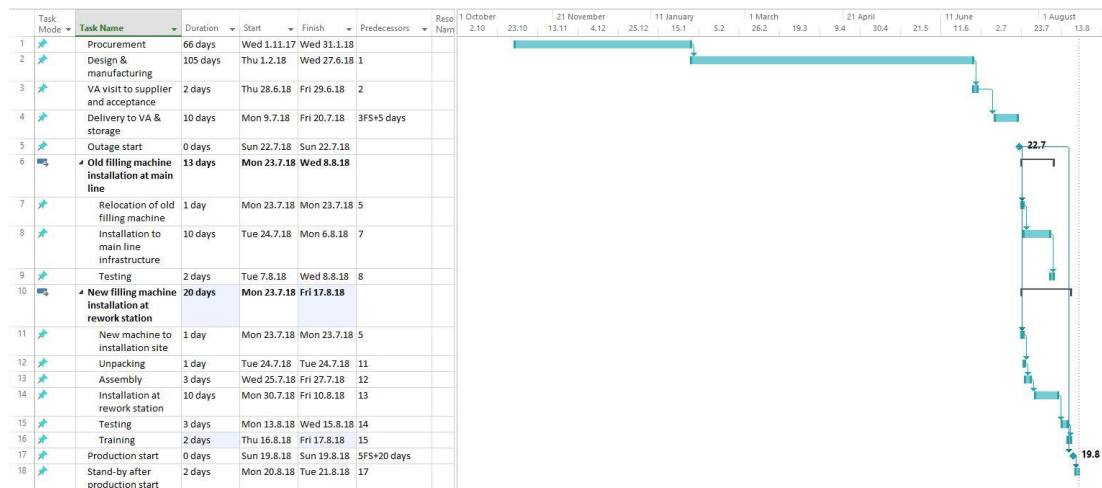 Task Mode Task Name Duration Start Finish Predecessors Reso Nam
1 October 21 November 11 January 1 March 21 April 11 June 1 August
2.10 23.10 13.11 4.12 25.12 15.1 5.2 26.2 19.3 9.4 30.4 21.5 11.6 2.7 23.7 13.8
1 Procurement 66 days Wed 1.11.17 Wed 31.1.18
2 Design & 105 days Thu 1.2.18 Wed 27.6.18 1
manufacturing
3 VA visit to supplier 2 days Thu 28.6.18 Fri 29.6.18 2
and acceptance
4 Delivery to VA & 10 days Mon 9.7.18 Fri 20.7.18 3FS+5 days
storage
5 Outage start 0 days Sun 22.7.18 Sun 22.7.18 22.7
6 Old filling machine 13 days Mon 23.7.18 Wed 8.8.18
installation at main
line
7 Relocation of old 1 day Mon 23.7.18 Mon 23.7.18 5
filling machine
8 Installation to 10 days Tue 24.7.18 Mon 6.8.18 7
main line
infrastructure
9 Testing 2 days Tue 7.8.18 Wed 8.8.18 8
10 New filling machine 20 days Mon 23.7.18 Fri 17.8.18
installation at
rework station
11 New machine to 1 day Mon 23.7.18 Mon 23.7.18 5
installation site
12 Unpacking 1 day Tue 24.7.18 Tue 24.7.18 11
13 Assembly 3 days Wed 25.7.18 Fri 27.7.18 12
14 Installation at 10 days Mon 30.7.18 Fri 10.8.18 13
rework station
15 Testing 3 days Mon 13.8.18 Wed 15.8.18 14
16 Training 2 days Thu 16.8.18 Fri 17.8.18 15
17 Production start 0 days Sun 19.8.18 Sun 19.8.18 5FS+20 days 19.8
18 Stand-by after 2 days Mon 20.8.18 Tue 21.8.18 17
production start